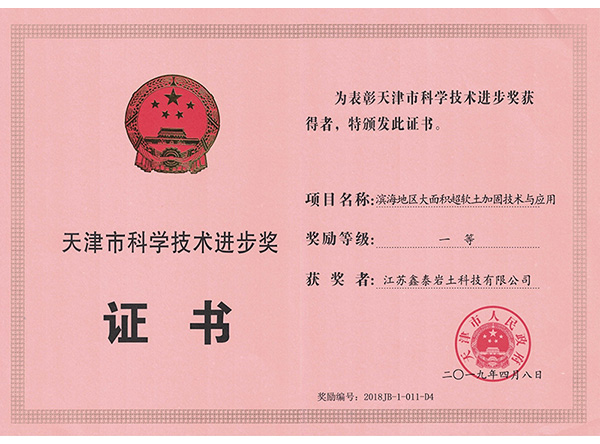 天津市科学技术进步奖
证书
为表彰天津市科学技术进步奖获
得者，特颁发此证书。
项目名称:滨海地区大面积超软土加固技术与应用
奖励等级: 一等
获奖者: 江苏鑫泰岩土科技有限公司
天津市人民政府
二〇一九年四月八日
奖励编号: 2018JB-1-011-D4